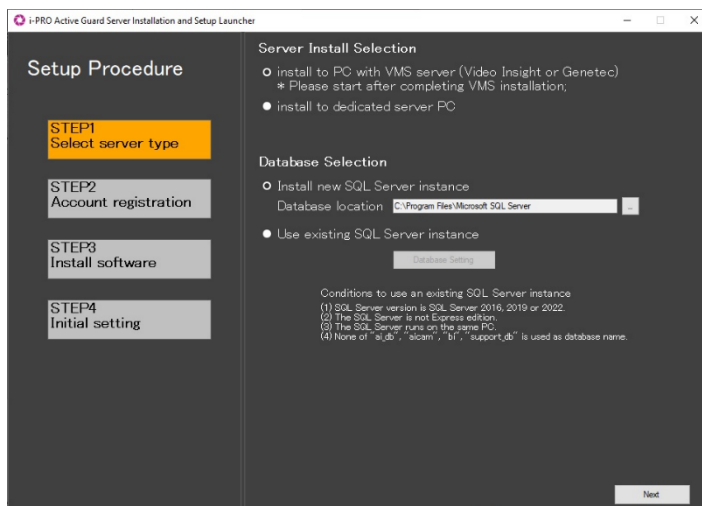 i-PRO Active Guard Server Installation and Setup Launcher
Setup Procedure
STEP1
Select server type
STEP2
Account registration
STEP3
Install software
STEP4
Initial setting
Server Install Selection
install to PC with VMS server (Video Insight or Genetec)
* Please start after completing VMS installation;
install to dedicated server PC
Database Selection
Install new SQL Server instance
Database location C:\Program Files\Microsoft SQL Server ...
Use existing SQL Server instance
Database Setting
Conditions to use an existing SQL Server instance
(1) SQL Server version is SQL Server 2016, 2019 or 2022.
(2) The SQL Server is not Express edition.
(3) The SQL Server runs on the same PC.
(4) None of "ai_db", "aicam", "bi", "support_db" is used as database name.
Next